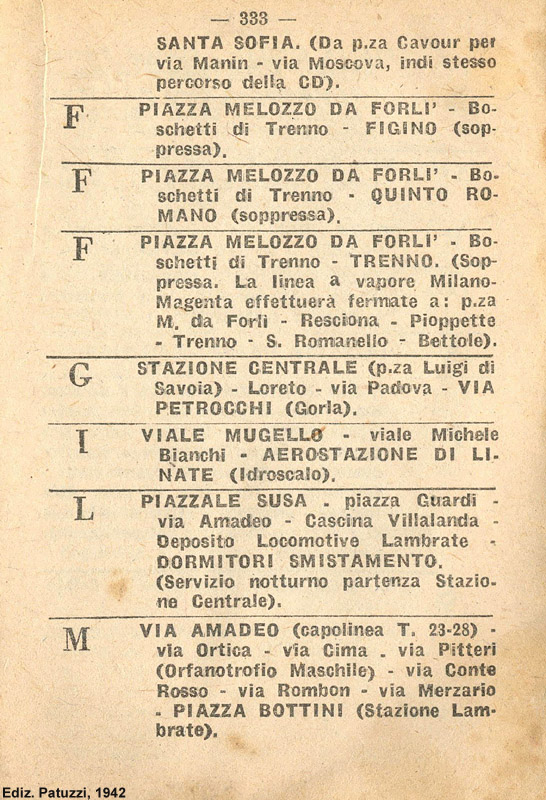 — 333 —
SANTA SOFIA. (Da p.za Cavour per
via Manin - via Moscova, indi stesso
percorso della CD).
F PIAZZA MELOZZO DA FORLI' - Bo-
schetti di Trenno - FIGINO (sop-
pressa).
F PIAZZA MELOZZO DA FORLI' - Bo-
schetti di Trenno - QUINTO RO-
MANO (soppressa).
F PIAZZA MELOZZO DA FORLI' - Bo-
schetti di Trenno - TRENNO. (Sop-
pressa. La linea a vapore Milano-
Magenta effettuerà fermate a: p.za
M. da Forlì - Resciona - Pioppette
- Trenno - S. Romanello - Bettole).
G STAZIONE CENTRALE (p.za Luigi di
Savoia) - Loreto - via Padova - VIA
PETROCCHI (Gorla).
I VIALE MUGELLO - viale Michele
Bianchi - AEROSTAZIONE DI LI-
NATE (Idroscalo).
L PIAZZALE SUSA . piazza Guardi -
via Amadeo - Cascina Villalanda -
Deposito Locomotive Lambrate -
DORMITORI SMISTAMENTO.
(Servizio notturno partenza Stazio-
ne Centrale).
M VIA AMADEO (capolinea T. 23-28) -
via Ortica - via Cima . via Pitteri
(Orfanotrofio Maschile) - via Conte
Rosso - via Rombon - via Merzario
- PIAZZA BOTTINI (Stazione Lam-
brate).
Ediz. Patuzzi, 1942